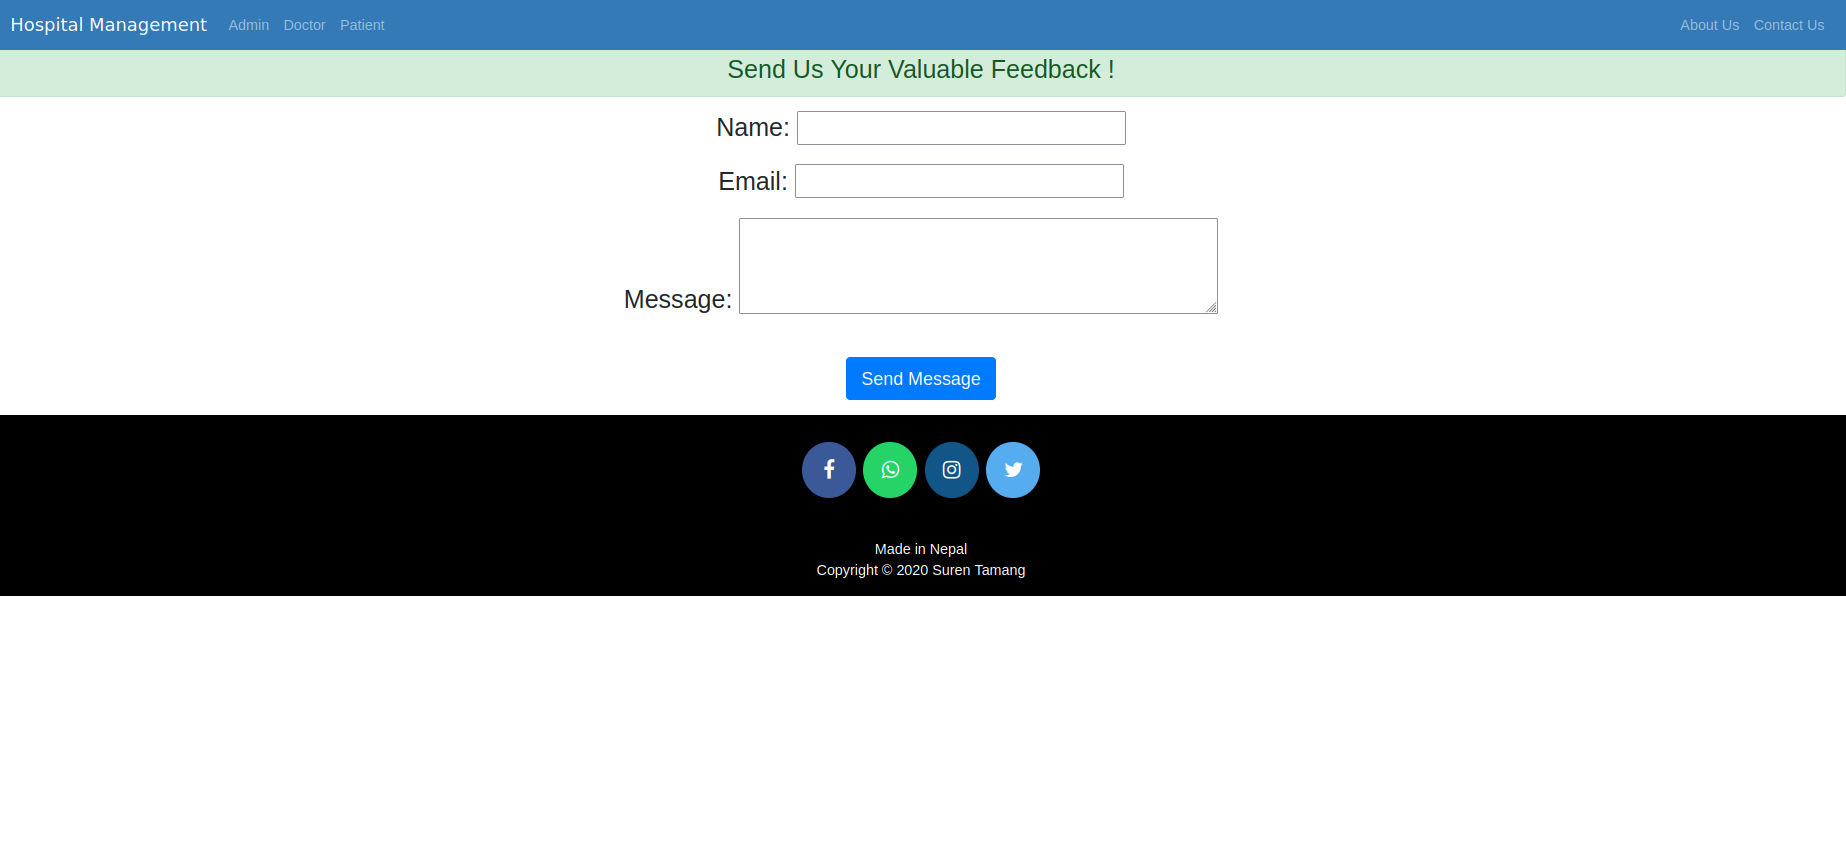 Hospital Management Admin Doctor Patient About Us Contact Us
Send Us Your Valuable Feedback !
Name:
Email:
Message:
Send Message
Made in Nepal
Copyright © 2020 Suren Tamang